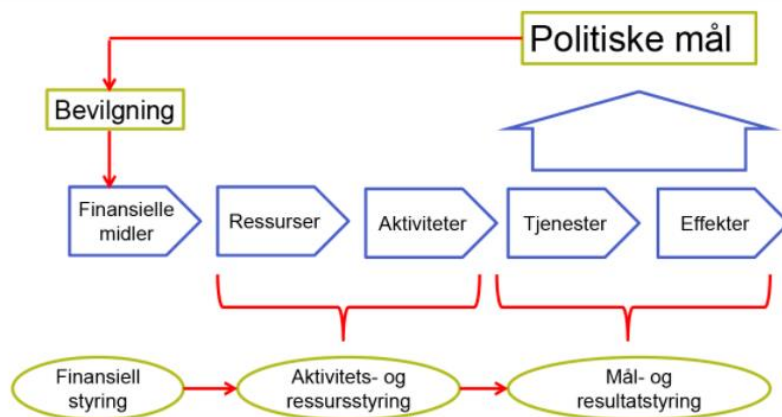 Politiske mål
Bevilgning
Finansielle
midler
Ressurser
Aktiviteter
Tjenester
Effekter
Finansiell
styring
Aktivitets- og
ressursstyring
Mål- og
resultatstyring